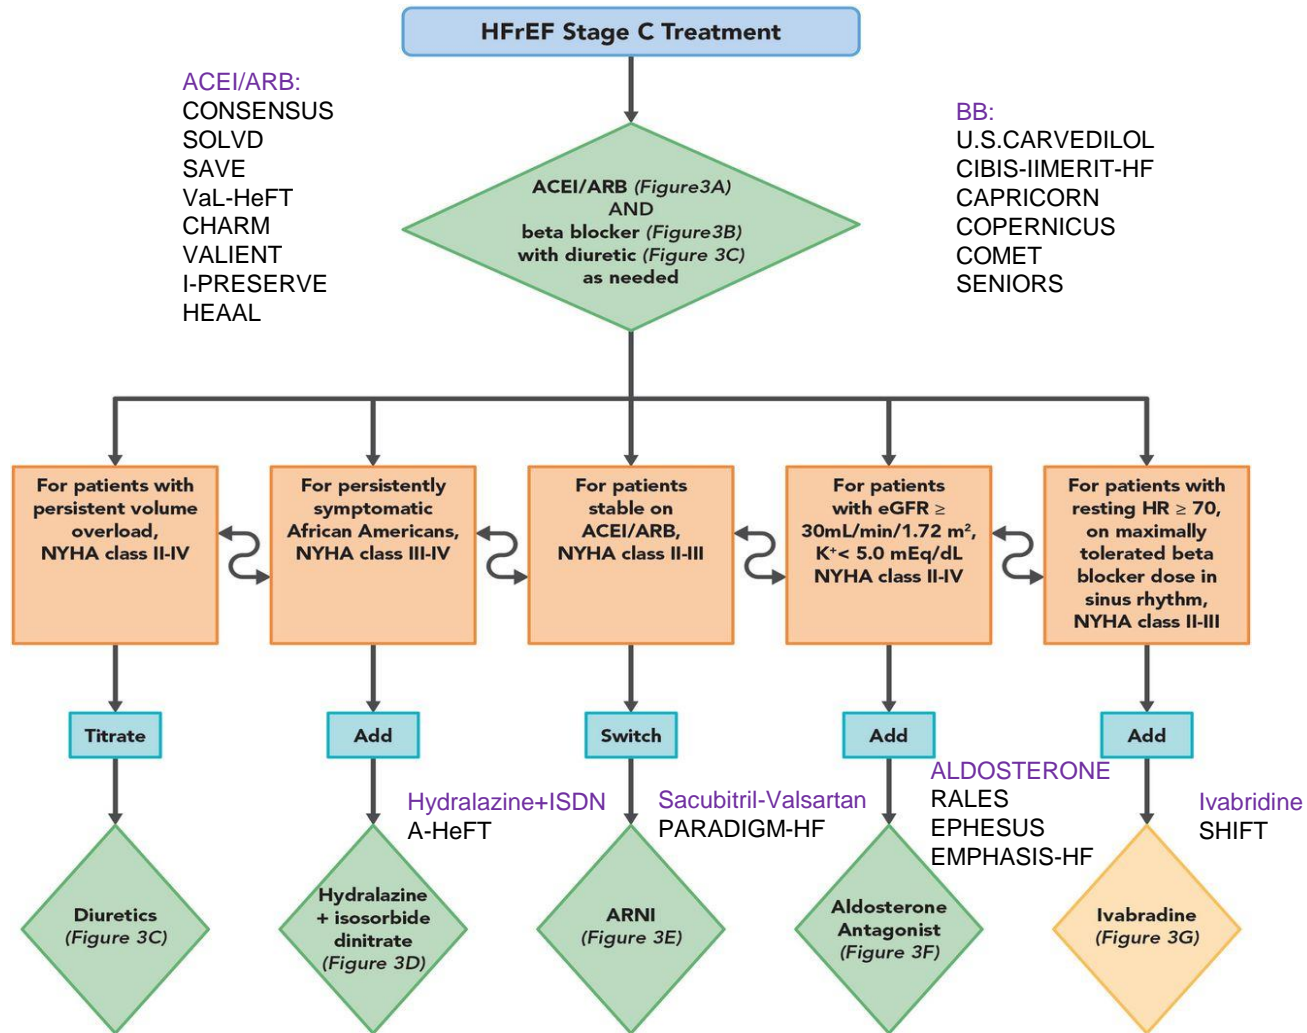 HFrEF Stage C Treatment
ACEI/ARB:
CONSENSUS
SOLVD
SAVE
VaL-HeFT
CHARM
VALIENT
I-PRESERVE
HEAAL
ACEI/ARB (Figure3A)
AND
beta blocker (Figure3B)
with diuretic (Figure 3C)
as needed
BB:
U.S.CARVEDILOL
CIBIS-IIMERIT-HF
CAPRICORN
COPERNICUS
COMET
SENIORS
For patients with
persistent volume
overload,
NYHA class II-IV
For persistently
symptomatic
African Americans,
NYHA class III-IV
For patients
stable on
ACEI/ARB,
NYHA class II-III
For patients
with eGFR ≥
30mL/min/1.72 m²,
K⁺< 5.0 mEq/dL
NYHA class II-IV
For patients with
resting HR ≥ 70,
on maximally
tolerated beta
blocker dose in
sinus rhythm,
NYHA class II-III
Titrate
Add
Switch
Add
Add
Hydralazine+ISDN
A-HeFT
Sacubitril-Valsartan
PARADIGM-HF
ALDOSTERONE
RALES
EPHESUS
EMPHASIS-HF
Ivabridine
SHIFT
Diuretics
(Figure 3C)
Hydralazine
+ isosorbide
dinitrate
(Figure 3D)
ARNI
(Figure 3E)
Aldosterone
Antagonist
(Figure 3F)
Ivabradine
(Figure 3G)